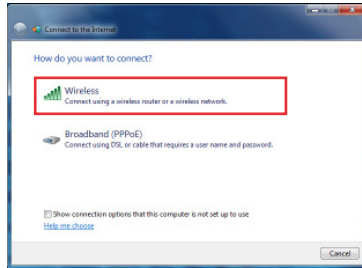 Connect to the Internet
How do you want to connect?
Wireless
Connect using a wireless router or a wireless network.
Broadband (PPPoE)
Connect using DSL or cable that requires a user name and password.
Show connection options that this computer is not set up to use
Help me choose
Cancel